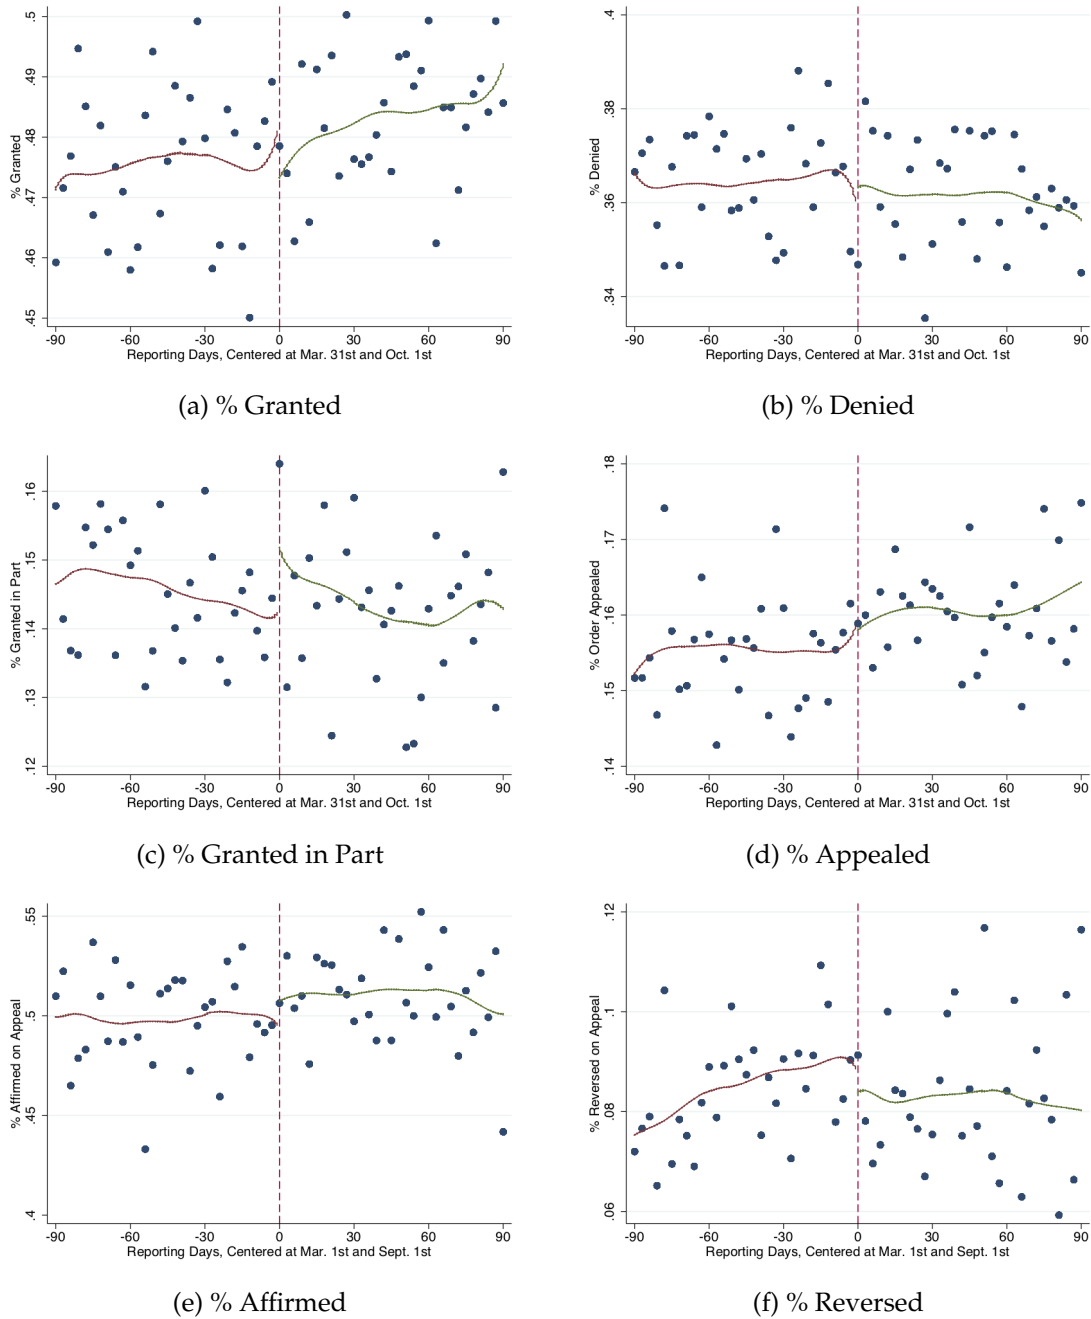 % Granted
.5
.49
.48
.47
.46
.45
-90 -60 -30 0 30 60 90
Reporting Days, Centered at Mar. 31st and Oct. 1st
(a) % Granted
% Denied
.4
.38
.36
.34
-90 -60 -30 0 30 60 90
Reporting Days, Centered at Mar. 31st and Oct. 1st
(b) % Denied
% Granted in Part
.16
.15
.14
.13
.12
-90 -60 -30 0 30 60 90
Reporting Days, Centered at Mar. 31st and Oct. 1st
(c) % Granted in Part
% Order Appealed
.18
.17
.16
.15
.14
-90 -60 -30 0 30 60 90
Reporting Days, Centered at Mar. 31st and Oct. 1st
(d) % Appealed
% Affirmed on Appeal
.55
.5
.45
.4
-90 -60 -30 0 30 60 90
Reporting Days, Centered at Mar. 1st and Sept. 1st
(e) % Affirmed
% Reversed on Appeal
.12
.1
.08
.06
-90 -60 -30 0 30 60 90
Reporting Days, Centered at Mar. 1st and Sept. 1st
(f) % Reversed